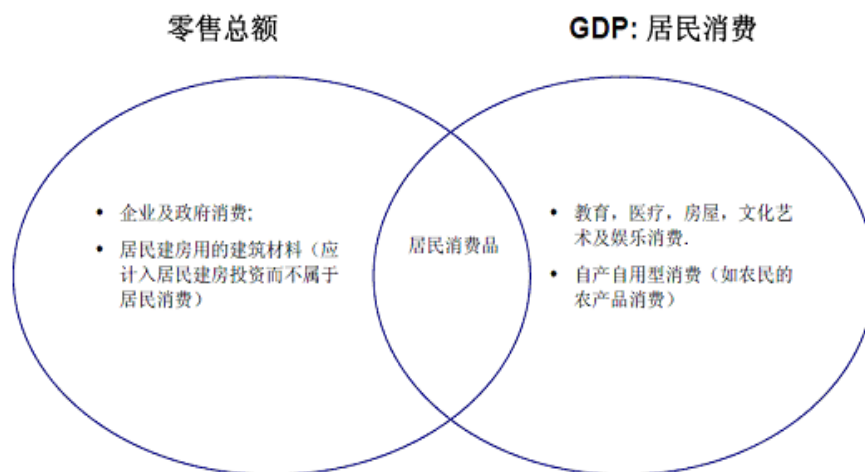 零售总额
GDP: 居民消费
• 企业及政府消费;
• 居民建房用的建筑材料（应
计入居民建房投资而不属于
居民消费）
居民消费品
• 教育，医疗，房屋，文化艺
术及娱乐消费.
• 自产自用型消费（如农民的
农产品消费）